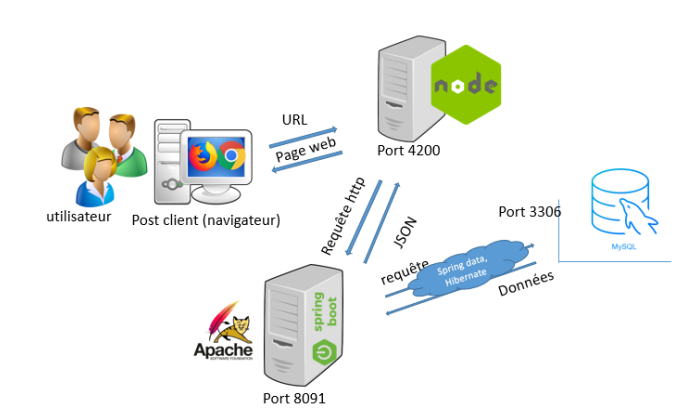 node
URL
Port 4200
Page web
utilisateur
Post client (navigateur)
Requête http
JSON
Port 3306
MySQL
requête
Spring data,
Hibernate
Données
spring
boot
Apache
SOFTWARE FOUNDATION
Port 8091